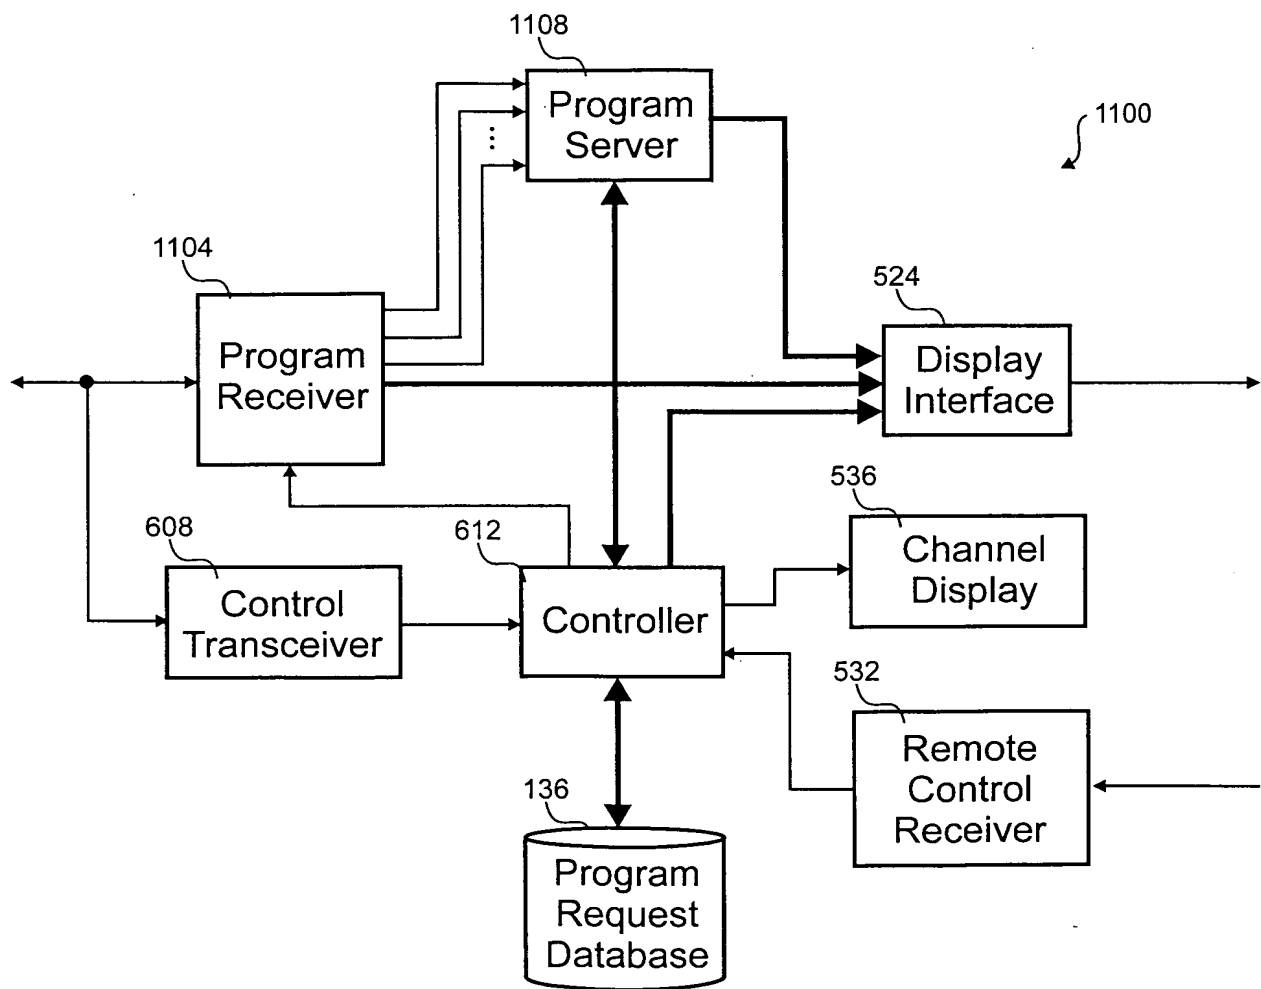 1108
Program
Server
1100
1104
Program
Receiver
524
Display
Interface
536
Channel
Display
608
Control
Transceiver
612
Controller
532
Remote
Control
Receiver
136
Program
Request
Database